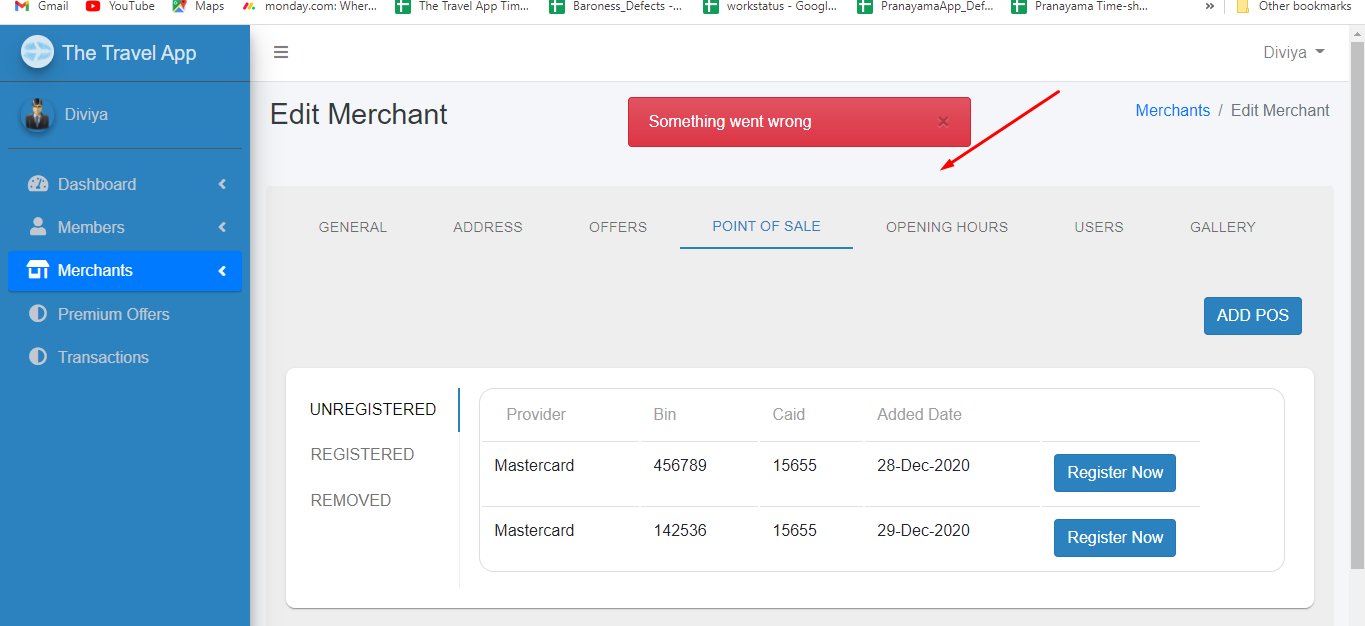 Gmail YouTube Maps monday.com: Wher... The Travel App Tim... Baroness_Defects -... workstatus - Googl... PranayamaApp_Def... Pranayama Time-sh... » Other bookmarks
The Travel App
Diviya
Diviya
Dashboard
Members
Merchants
Premium Offers
Transactions
Edit Merchant
Something went wrong ×
Merchants / Edit Merchant
GENERAL ADDRESS OFFERS POINT OF SALE OPENING HOURS USERS GALLERY
ADD POS
UNREGISTERED
REGISTERED
REMOVED
Provider Bin Caid Added Date
Mastercard 456789 15655 28-Dec-2020 Register Now
Mastercard 142536 15655 29-Dec-2020 Register Now